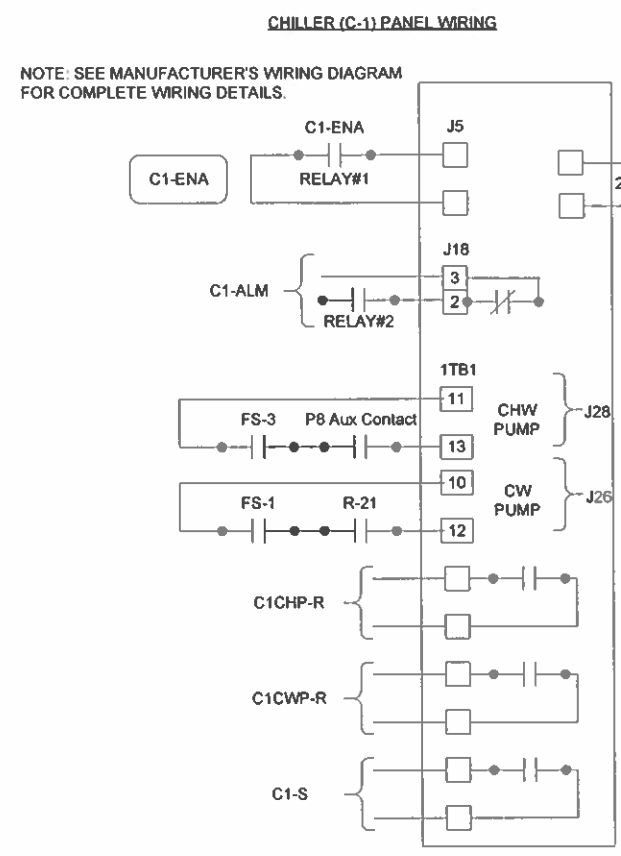 CHILLER (C-1) PANEL WIRING
NOTE: SEE MANUFACTURER'S WIRING DIAGRAM
FOR COMPLETE WIRING DETAILS.
C1-ENA
J5
C1-ENA
RELAY#1
2
J18
C1-ALM
3
2
RELAY#2
1TB1
11
FS-3
P8 Aux Contact
CHW
PUMP
J28
13
10
FS-1
R-21
CW
PUMP
J26
12
C1CHP-R
C1CWP-R
C1-S